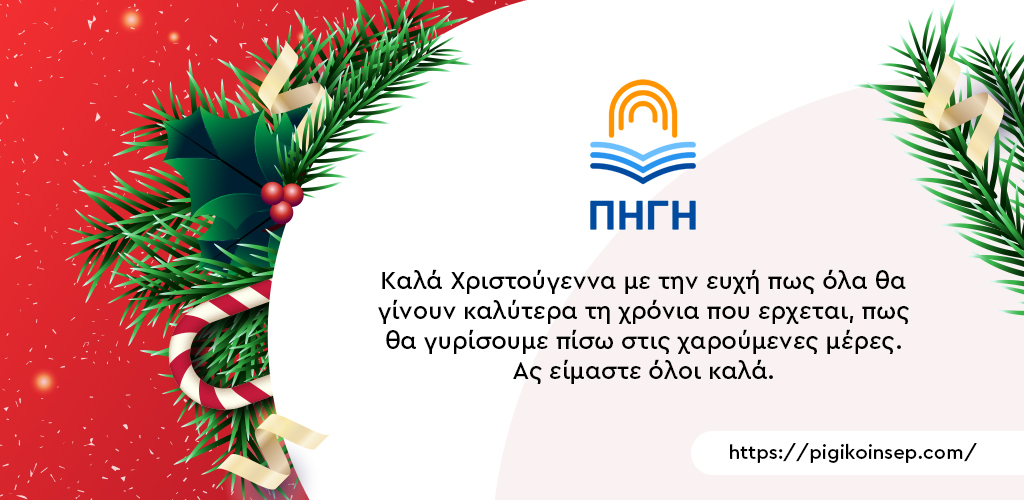 ΠΗΓΗ
Καλά Χριστούγεννα με την ευχή πως όλα θα
γίνουν καλύτερα τη χρόνια που ερχεται, πως
θα γυρίσουμε πίσω στις χαρούμενες μέρες.
Ας είμαστε όλοι καλά.
https://pigikoinsep.com/